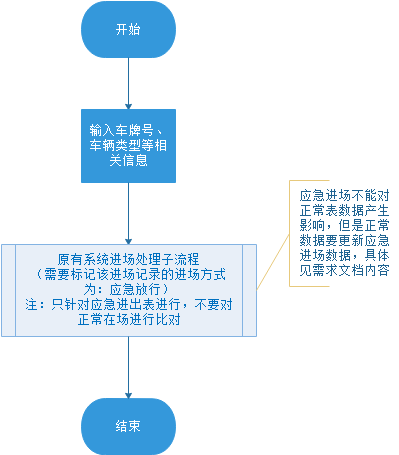 开始
输入车牌号、
车辆类型等相
关信息
原有系统进场处理子流程
（需要标记该进场记录的进场方式
为：应急放行）
注：只针对应急进出表进行，不要对
正常在场进行比对
应急进场不能对
正常表数据产生
影响，但是正常
数据要更新应急
进场数据，具体
见需求文档内容
结束